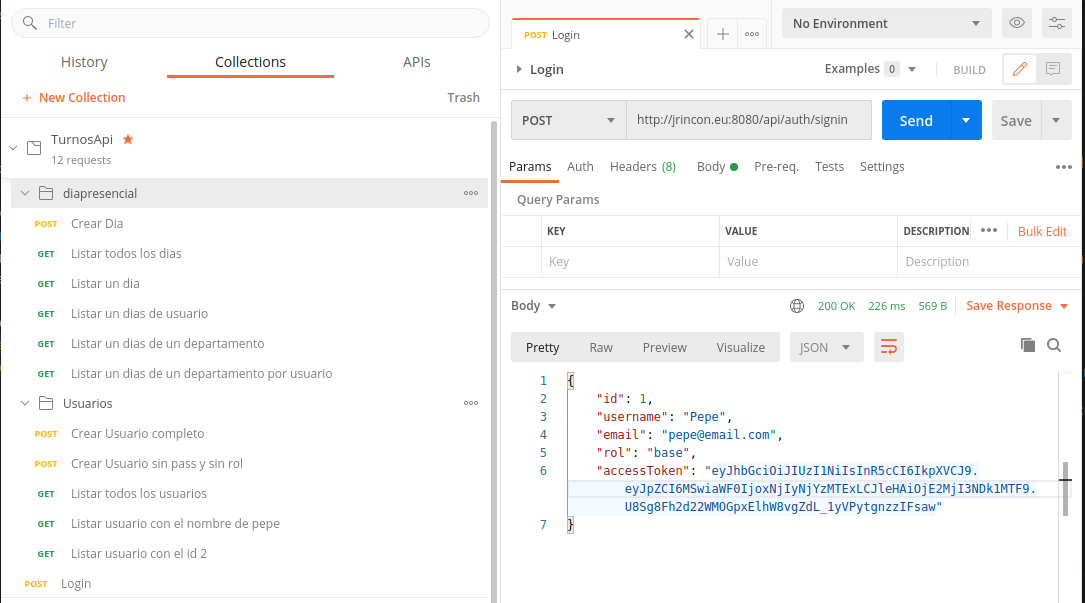 Filter
History
Collections
APIs
+ New Collection
Trash
TurnosApi
12 requests
diapresencial
POST Crear Dia
GET Listar todos los dias
GET Listar un dia
GET Listar un dias de usuario
GET Listar un dias de un departamento
GET Listar un dias de un departamento por usuario
Usuarios
POST Crear Usuario completo
POST Crear Usuario sin pass y sin rol
GET Listar todos los usuarios
GET Listar usuario con el nombre de pepe
GET Listar usuario con el id 2
POST Login
POST Login
No Environment
Login
Examples 0
BUILD
POST
http://jrincon.eu:8080/api/auth/signin
Send
Save
Params Auth Headers (8) Body Pre-req. Tests Settings
Query Params
KEY VALUE DESCRIPTION
Bulk Edit
Key Value Description
Body
200 OK 226 ms 569 B
Save Response
Pretty Raw Preview Visualize
JSON
1 {
2 "id": 1,
3 "username": "Pepe",
4 "email": "pepe@email.com",
5 "rol": "base",
6 "accessToken": "eyJhbGciOiJIUzI1NiIsInR5cCI6IkpXVCJ9.
eyJpZCI6MSwiaWF0IjoxNjIyNjYzMTExLCJleHAiOjE2MjI3NDk1MTF9.
U8Sg8Fh2d22WMOGpxElhW8vgZdL_1yVPytgnzzIFsaw"
7 }